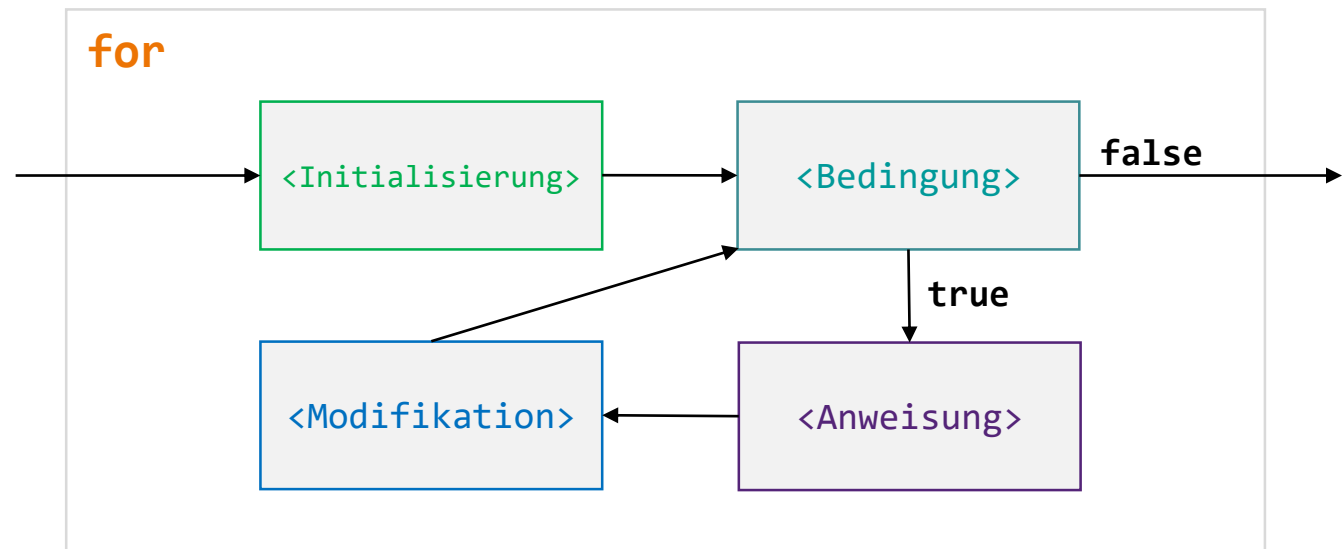 for
<Initialisierung>
<Bedingung>
false
true
<Modifikation>
<Anweisung>